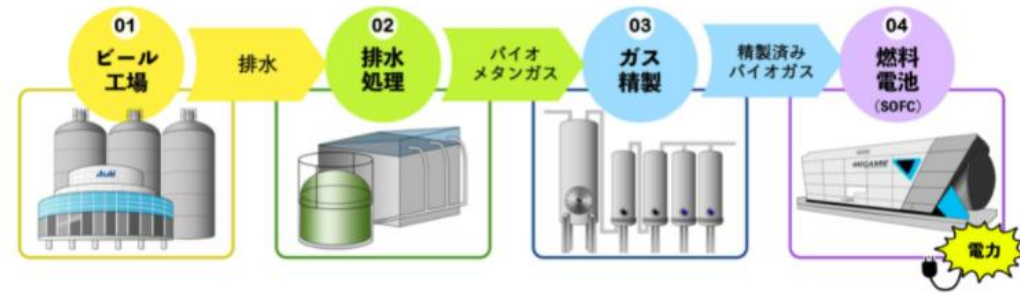 01
ビール
工場
排水
02
排水
処理
バイオ
メタンガス
03
ガス
精製
精製済み
バイオガス
04
燃料
電池
(SOFC)
MEGAMIE
電力